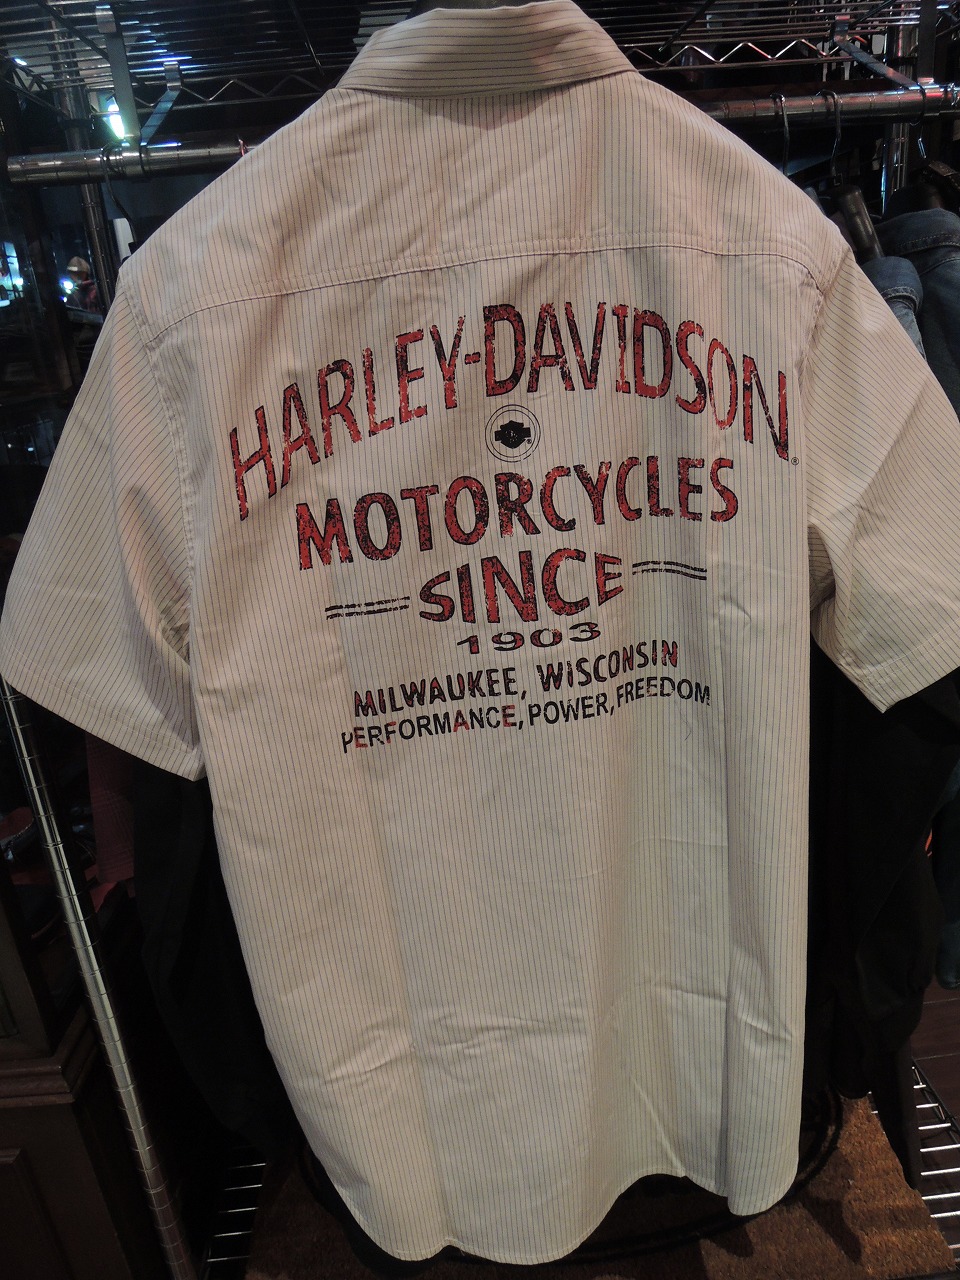 HARLEY-DAVIDSON®
MOTORCYCLES
SINCE
1903
MILWAUKEE, WISCONSIN
PERFORMANCE, POWER, FREEDOM